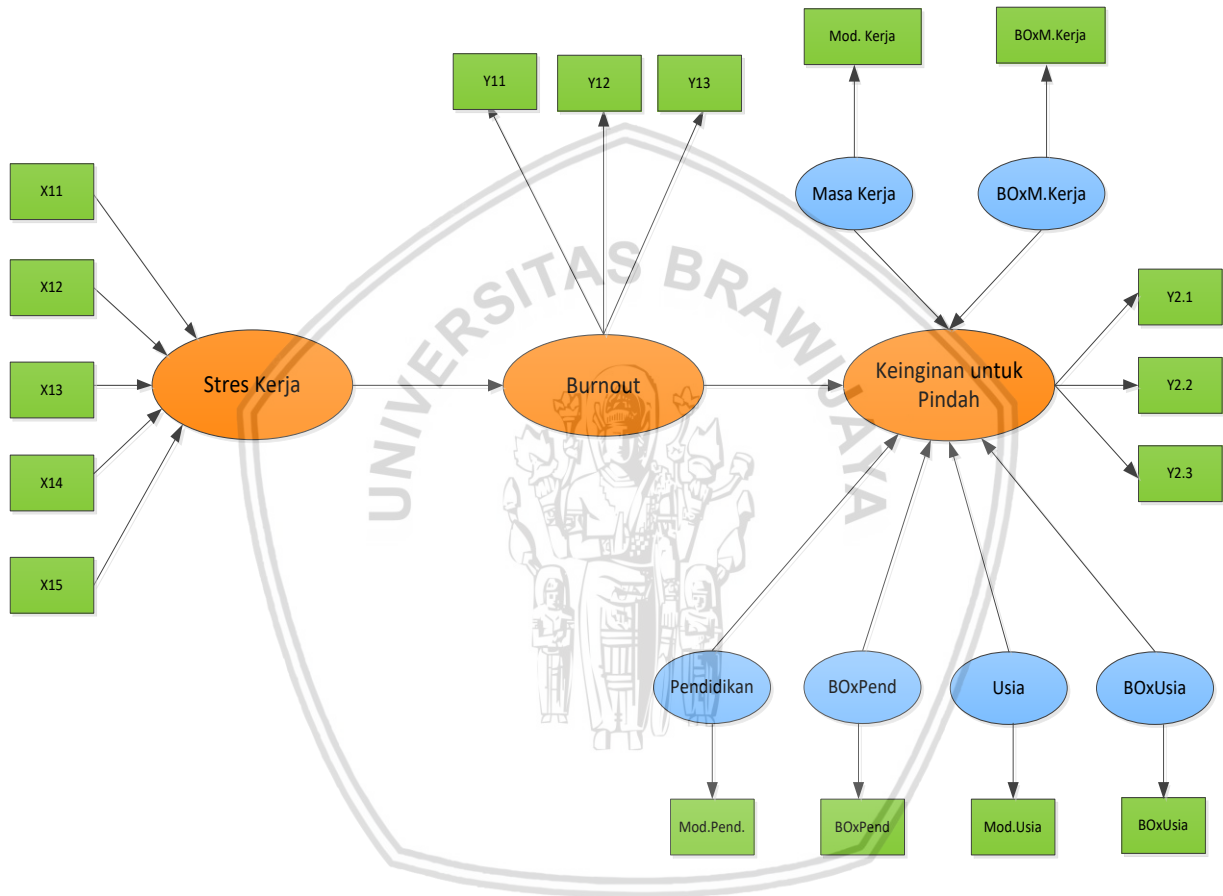 Mod. Kerja
BOxM.Kerja
Y11
Y12
Y13
X11
Masa Kerja
BOxM.Kerja
UNIVERSITAS BRAWIJAYA
X12
Y2.1
X13
Stres Kerja
Burnout
Keinginan untuk
Pindah
Y2.2
X14
Y2.3
X15
Pendidikan
BOxPend
Usia
BOxUsia
Mod.Pend.
BOxPend
Mod.Usia
BOxUsia